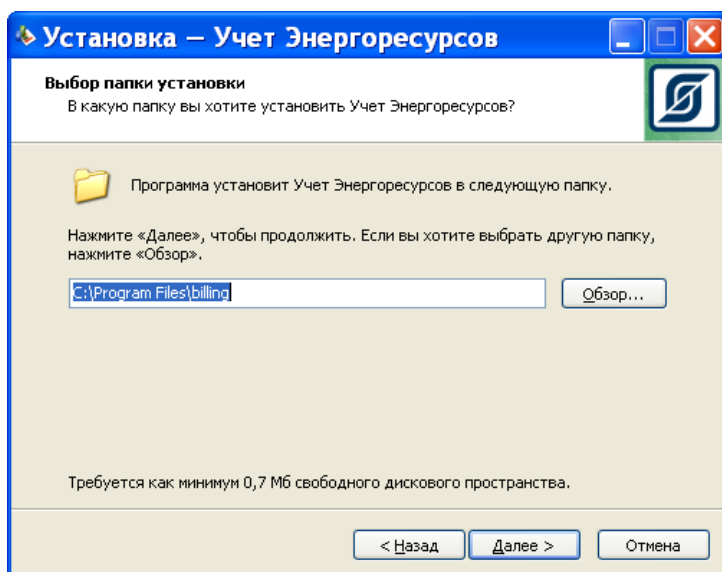 Установка — Учет Энергоресурсов
Выбор папки установки
В какую папку вы хотите установить Учет Энергоресурсов?
Программа установит Учет Энергоресурсов в следующую папку.
Нажмите «Далее», чтобы продолжить. Если вы хотите выбрать другую папку,
нажмите «Обзор».
C:\Program Files\billing
Обзор...
Требуется как минимум 0,7 Мб свободного дискового пространства.
< Назад
Далее >
Отмена